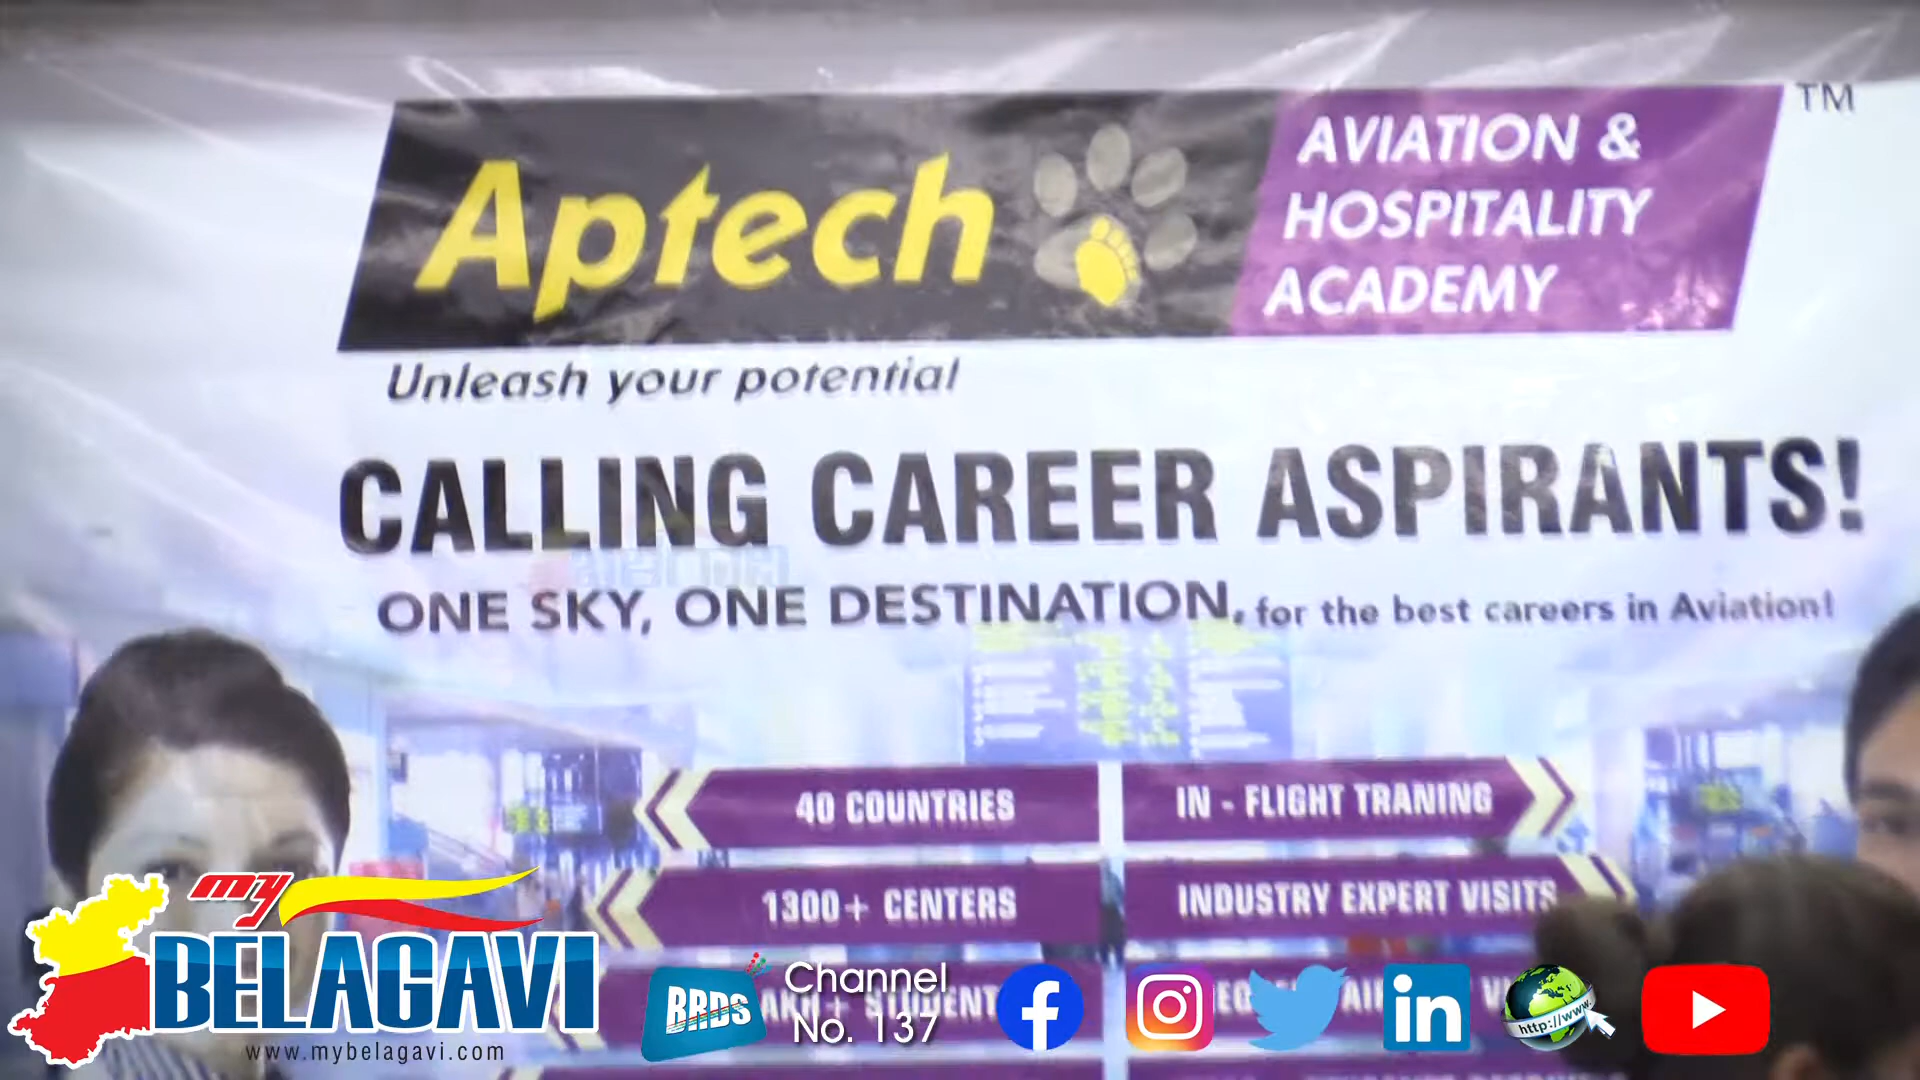 Aptech
AVIATION &
HOSPITALITY
ACADEMY
TM
Unleash your potential
CALLING CAREER ASPIRANTS!
ONE SKY, ONE DESTINATION, for the best careers in Aviation!
40 COUNTRIES
IN - FLIGHT TRANING
1300+ CENTERS
INDUSTRY EXPERT VISITS
my
BELAGAVI
www.mybelagavi.com
BRDS
Channel
No. 137
http://www.